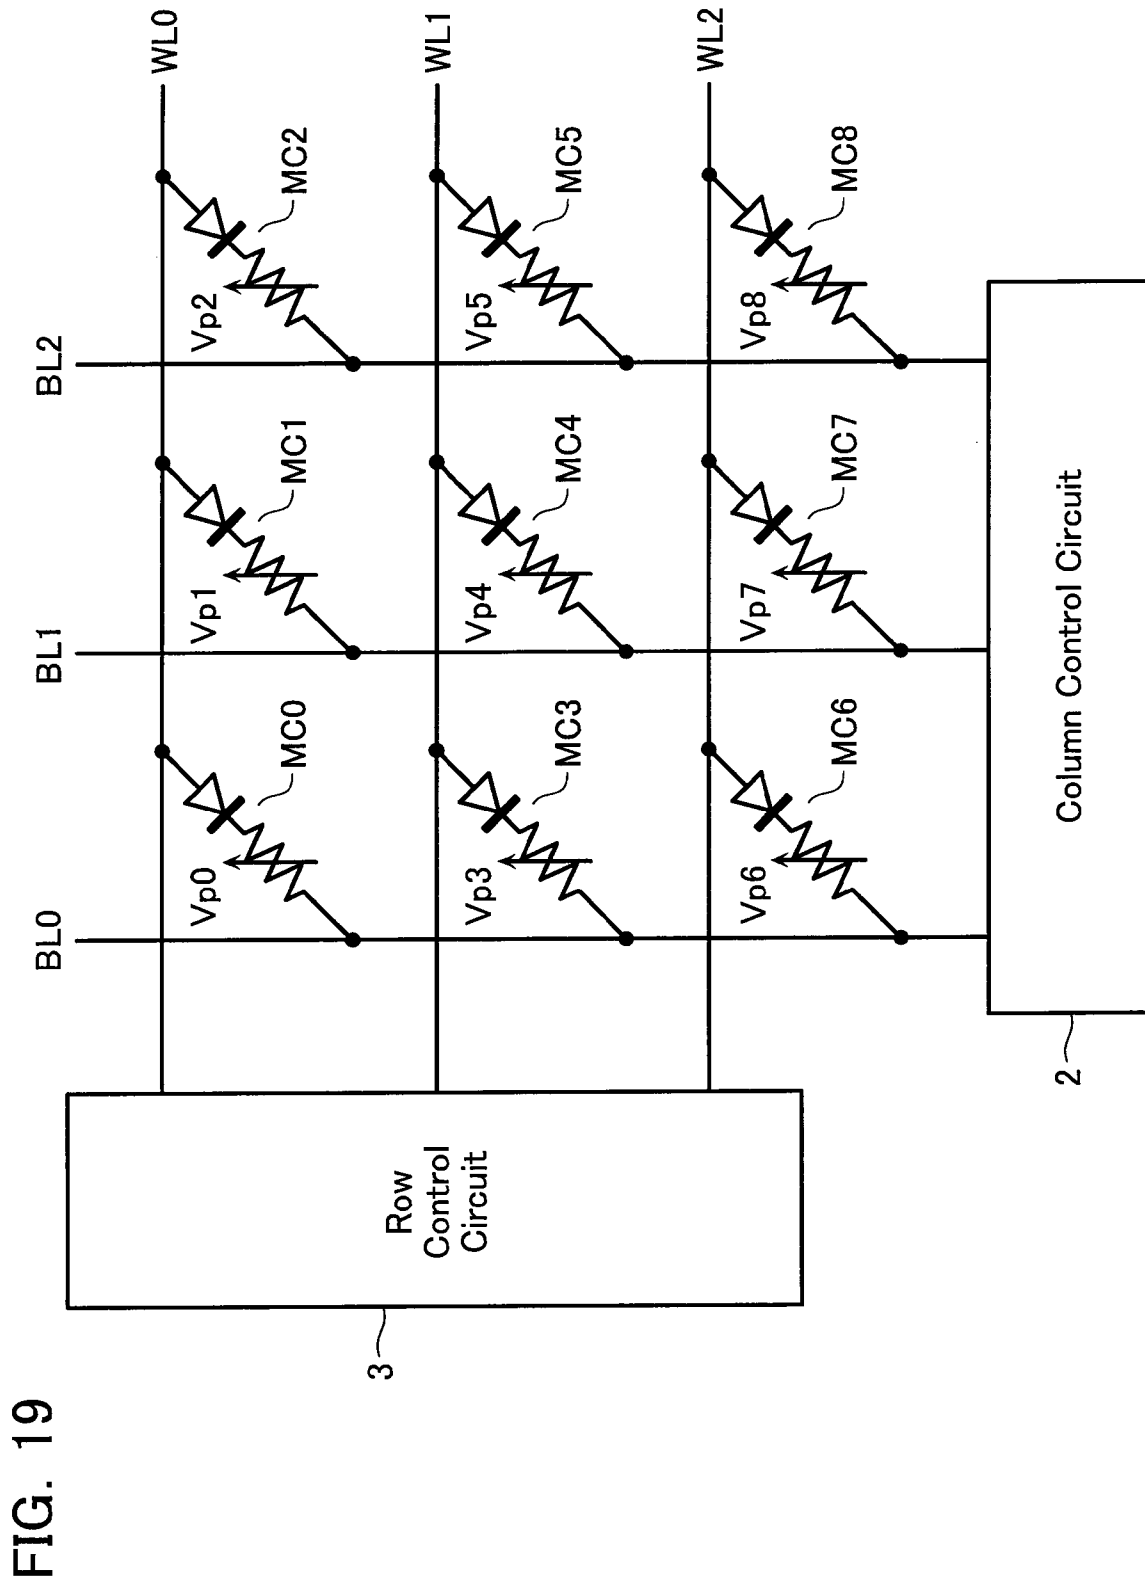 FIG. 19
BL0
BL1
BL2
WL0
Vp0
Vp1
Vp2
MC0
MC1
MC2
3
Row
Control
Circuit
WL1
Vp3
Vp4
Vp5
MC3
MC4
MC5
WL2
Vp6
Vp7
Vp8
MC6
MC7
MC8
2
Column Control Circuit